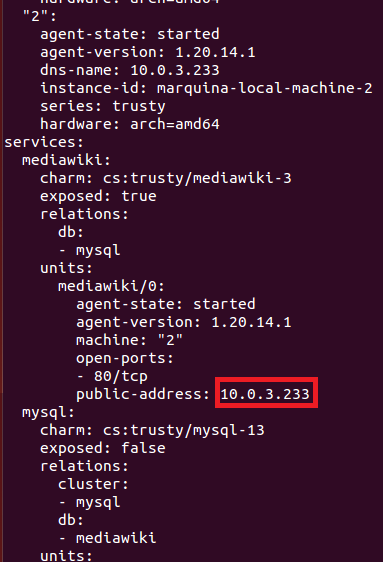 hardware: arch=amd64
"2":
agent-state: started
agent-version: 1.20.14.1
dns-name: 10.0.3.233
instance-id: marquina-local-machine-2
series: trusty
hardware: arch=amd64
services:
mediawiki:
charm: cs:trusty/mediawiki-3
exposed: true
relations:
db:
- mysql
units:
mediawiki/0:
agent-state: started
agent-version: 1.20.14.1
machine: "2"
open-ports:
- 80/tcp
public-address: 10.0.3.233
mysql:
charm: cs:trusty/mysql-13
exposed: false
relations:
cluster:
- mysql
db:
- mediawiki
units: